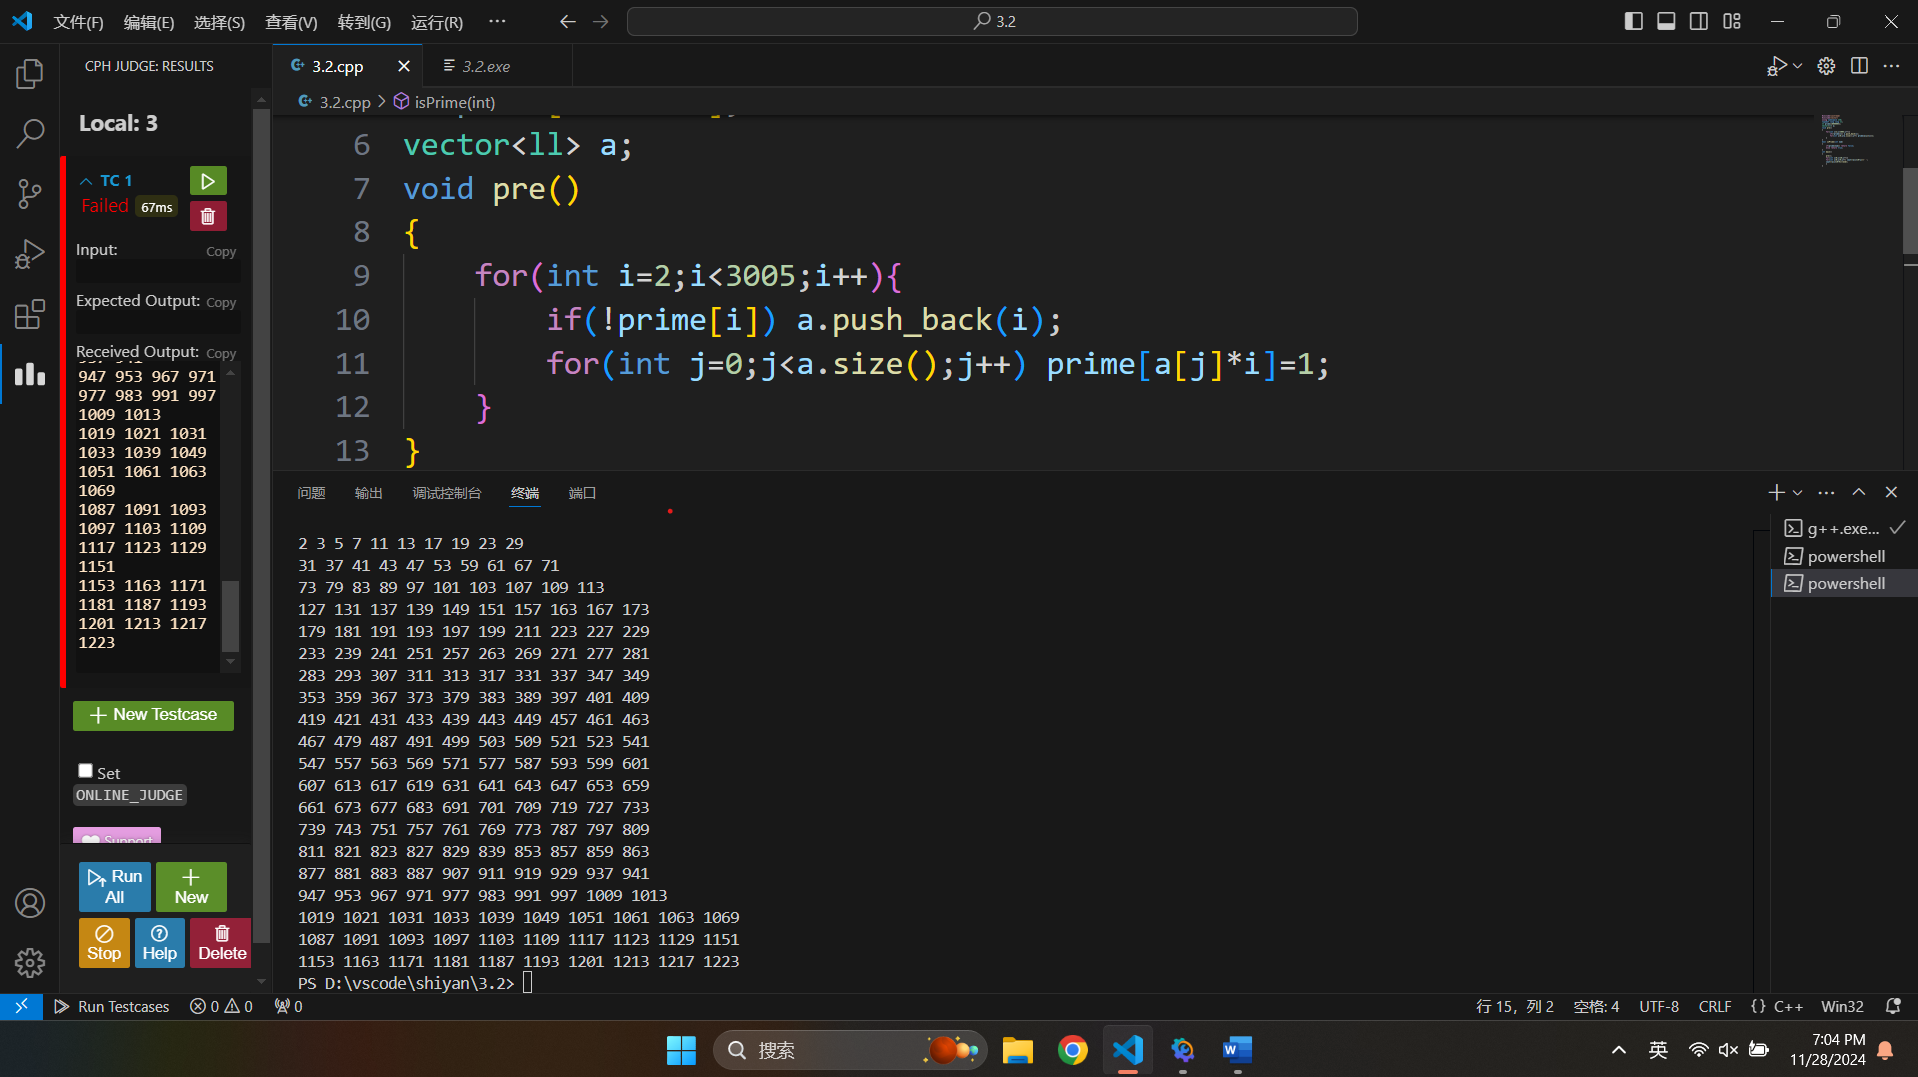 文件(F) 编辑(E) 选择(S) 查看(V) 转到(G) 运行(R) ··· 3.2
CPH JUDGE: RESULTS
Local: 3
TC 1
Failed 67ms
Input: Copy
Expected Output: Copy
Received Output: Copy
947 953 967 971
977 983 991 997
1009 1013
1019 1021 1031
1033 1039 1049
1051 1061 1063
1069
1087 1091 1093
1097 1103 1109
1117 1123 1129
1151
1153 1163 1171
1181 1187 1193
1201 1213 1217
1223
New Testcase
Set
ONLINE_JUDGE
Support
Run All
New
Stop
Help
Delete
3.2.cpp
3.2.exe
3.2.cpp > isPrime(int)
6 vector<ll> a;
7 void pre()
8 {
9 for(int i=2;i<3005;i++){
10 if(!prime[i]) a.push_back(i);
11 for(int j=0;j<a.size();j++) prime[a[j]*i]=1;
12 }
13 }
问题 输出 调试控制台 终端 端口
2 3 5 7 11 13 17 19 23 29
31 37 41 43 47 53 59 61 67 71
73 79 83 89 97 101 103 107 109 113
127 131 137 139 149 151 157 163 167 173
179 181 191 193 197 199 211 223 227 229
233 239 241 251 257 263 269 271 277 281
283 293 307 311 313 317 331 337 347 349
353 359 367 373 379 383 389 397 401 409
419 421 431 433 439 443 449 457 461 463
467 479 487 491 499 503 509 521 523 541
547 557 563 569 571 577 587 593 599 601
607 613 617 619 631 641 643 647 653 659
661 673 677 683 691 701 709 719 727 733
739 743 751 757 761 769 773 787 797 809
811 821 823 827 829 839 853 857 859 863
877 881 883 887 907 911 919 929 937 941
947 953 967 971 977 983 991 997 1009 1013
1019 1021 1031 1033 1039 1049 1051 1061 1063 1069
1087 1091 1093 1097 1103 1109 1117 1123 1129 1151
1153 1163 1171 1181 1187 1193 1201 1213 1217 1223
PS D:\vscode\shiyan\3.2>
g++.exe...
powershell
powershell
Run Testcases 0 0 0
行 15，列 2 空格: 4 UTF-8 CRLF {} C++ Win32
搜索
英
7:04 PM
11/28/2024